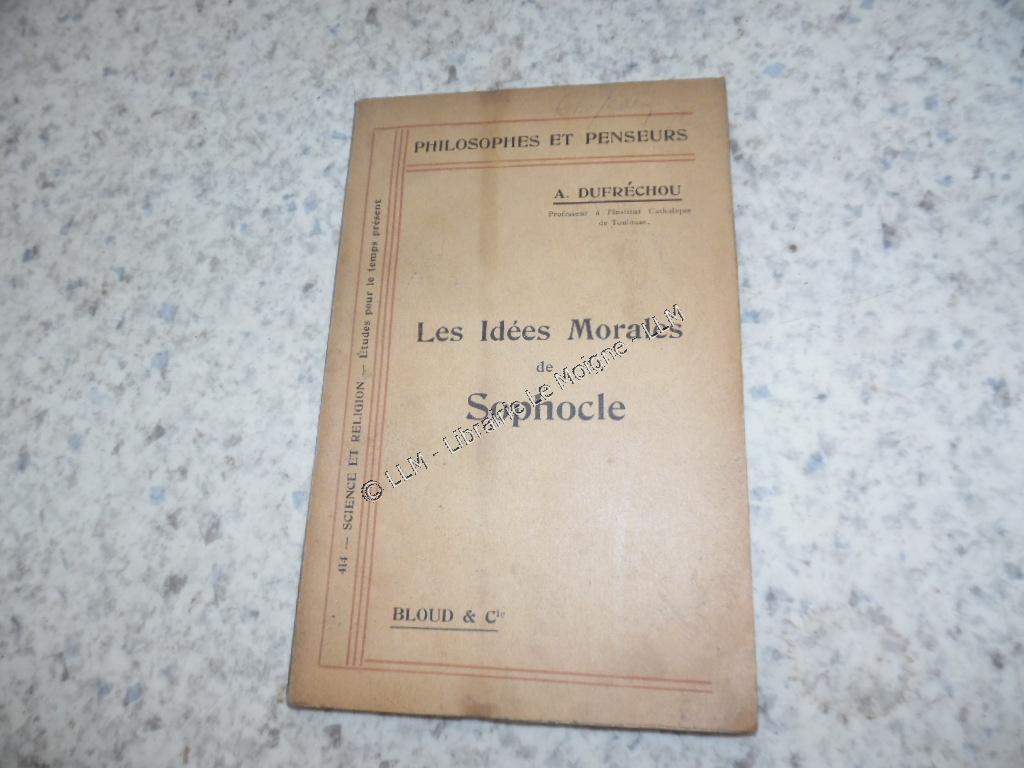 PHILOSOPHES ET PENSEURS
A. DUFRÉCHOU
Professeur à l'Institut Catholique
de Toulouse.
414 — SCIENCE ET RELIGION — Études pour le temps présent
Les Idées Morales
de
Sophocle
© LLM - Librairie Le Moigne - LLM
BLOUD & Cie